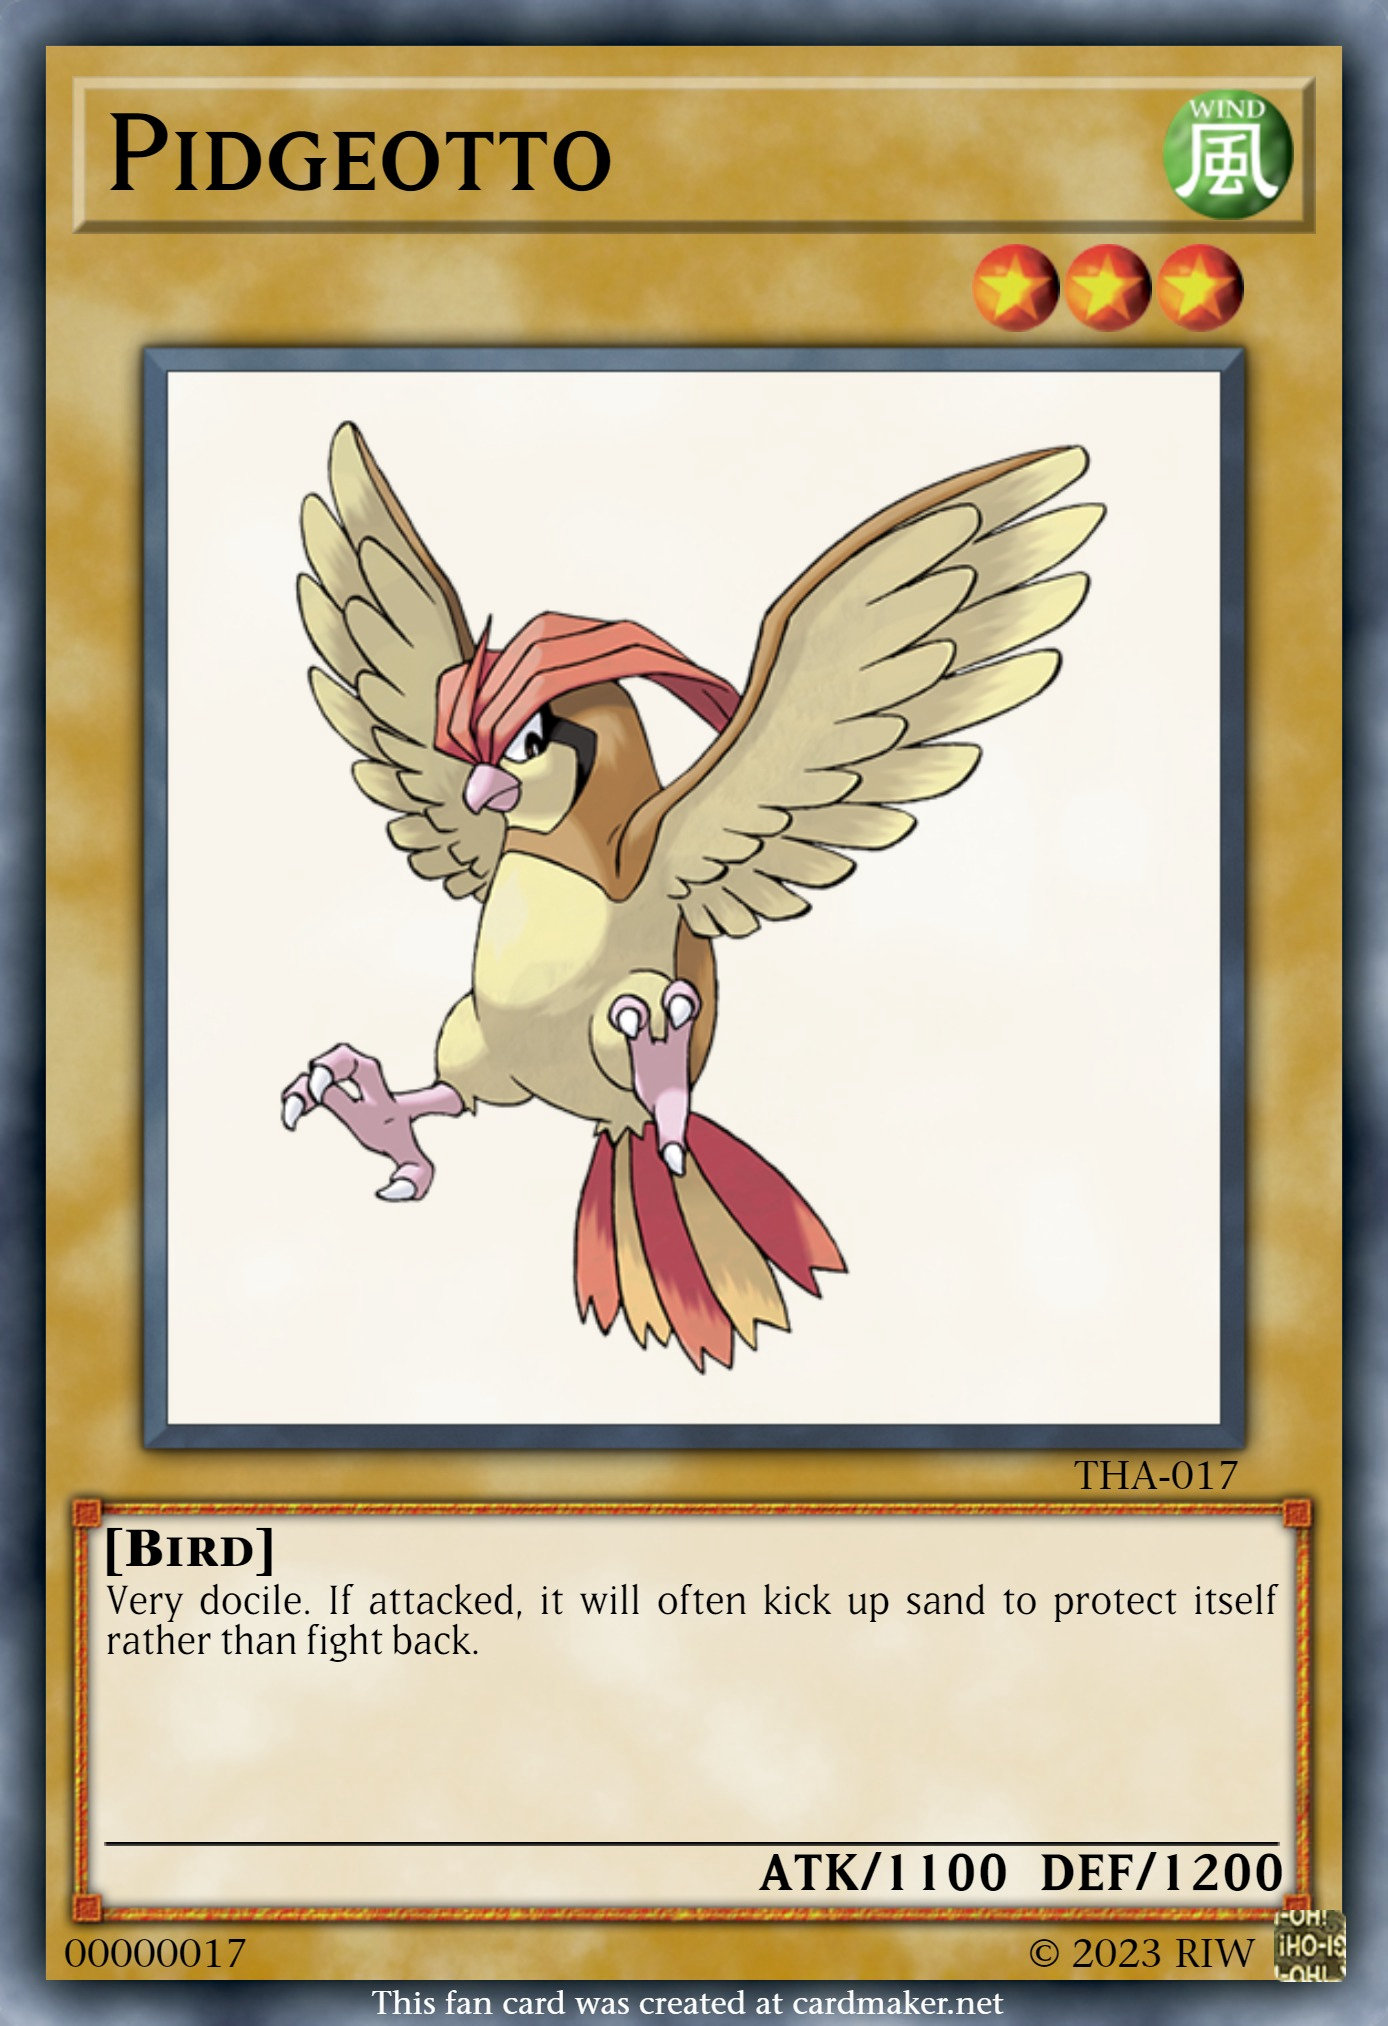 Pidgeotto
WIND
風
THA-017
[Bird]
Very docile. If attacked, it will often kick up sand to protect itself
rather than fight back.
ATK/1100 DEF/1200
00000017
© 2023 RIW
This fan card was created at cardmaker.net